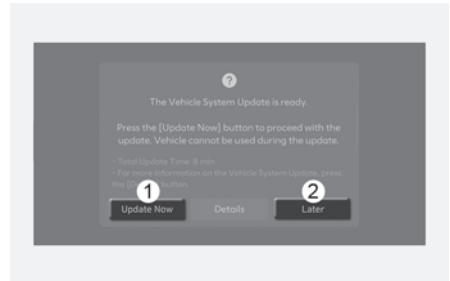 ?
The Vehicle System Update is ready.
Press the [Update Now] button to proceed with the
update. Vehicle cannot be used during the update.
- Total Update Time: 8 min
- For more information on the Vehicle System Update, press
the button.
1
2
Update Now
Details
Later